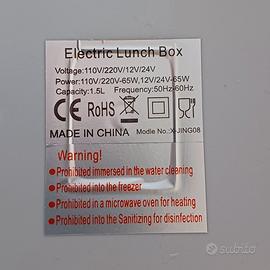 Electric Lunch Box
Voltage:110V/220V/12V/24V
Power:110V/220V-65W,12V/24V-65W
Capacity:1.5L Frequency:50Hz-60Hz
CE RoHS
MADE IN CHINA Modle No.:X-JING08
Warning!
Prohibited immersed in the water cleaning
Prohibited into the freezer
Prohibited in a microwave oven for heating
Prohibited into the Sanitizing for disinfection
subito